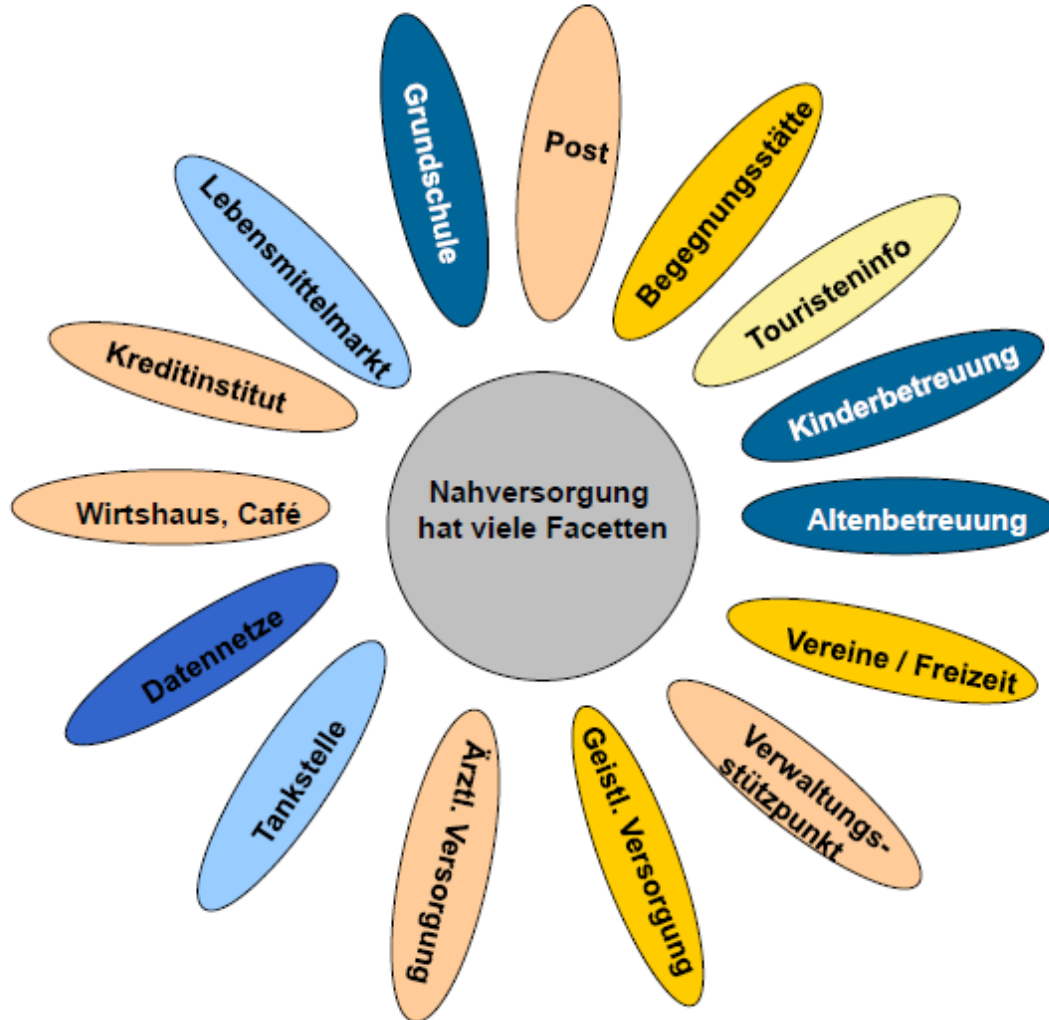 Nahversorgung
hat viele Facetten
Grundschule
Post
Begegnungsstätte
Touristeninfo
Kinderbetreuung
Altenbetreuung
Vereine / Freizeit
Verwaltungs-
stützpunkt
Geistl. Versorgung
Ärztl. Versorgung
Tankstelle
Datennetze
Wirtshaus, Café
Kreditinstitut
Lebensmittelmarkt